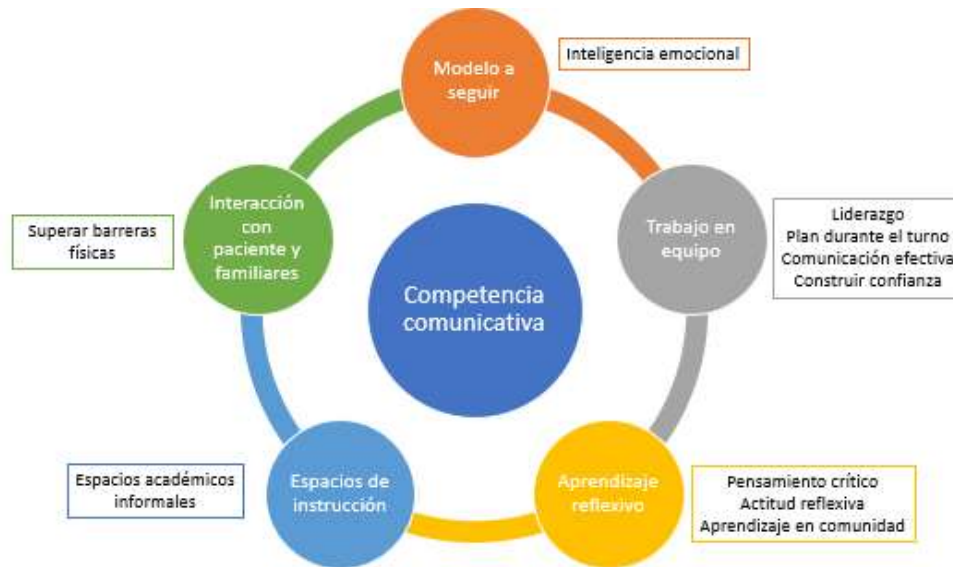 Modelo a
seguir
Inteligencia emocional
Trabajo en
equipo
Liderazgo
Plan durante el turno
Comunicación efectiva
Construir confianza
Aprendizaje
reflexivo
Pensamiento crítico
Actitud reflexiva
Aprendizaje en comunidad
Espacios de
instrucción
Espacios académicos
informales
Interacción
con
paciente y
familiares
Superar barreras
físicas
Competencia
comunicativa